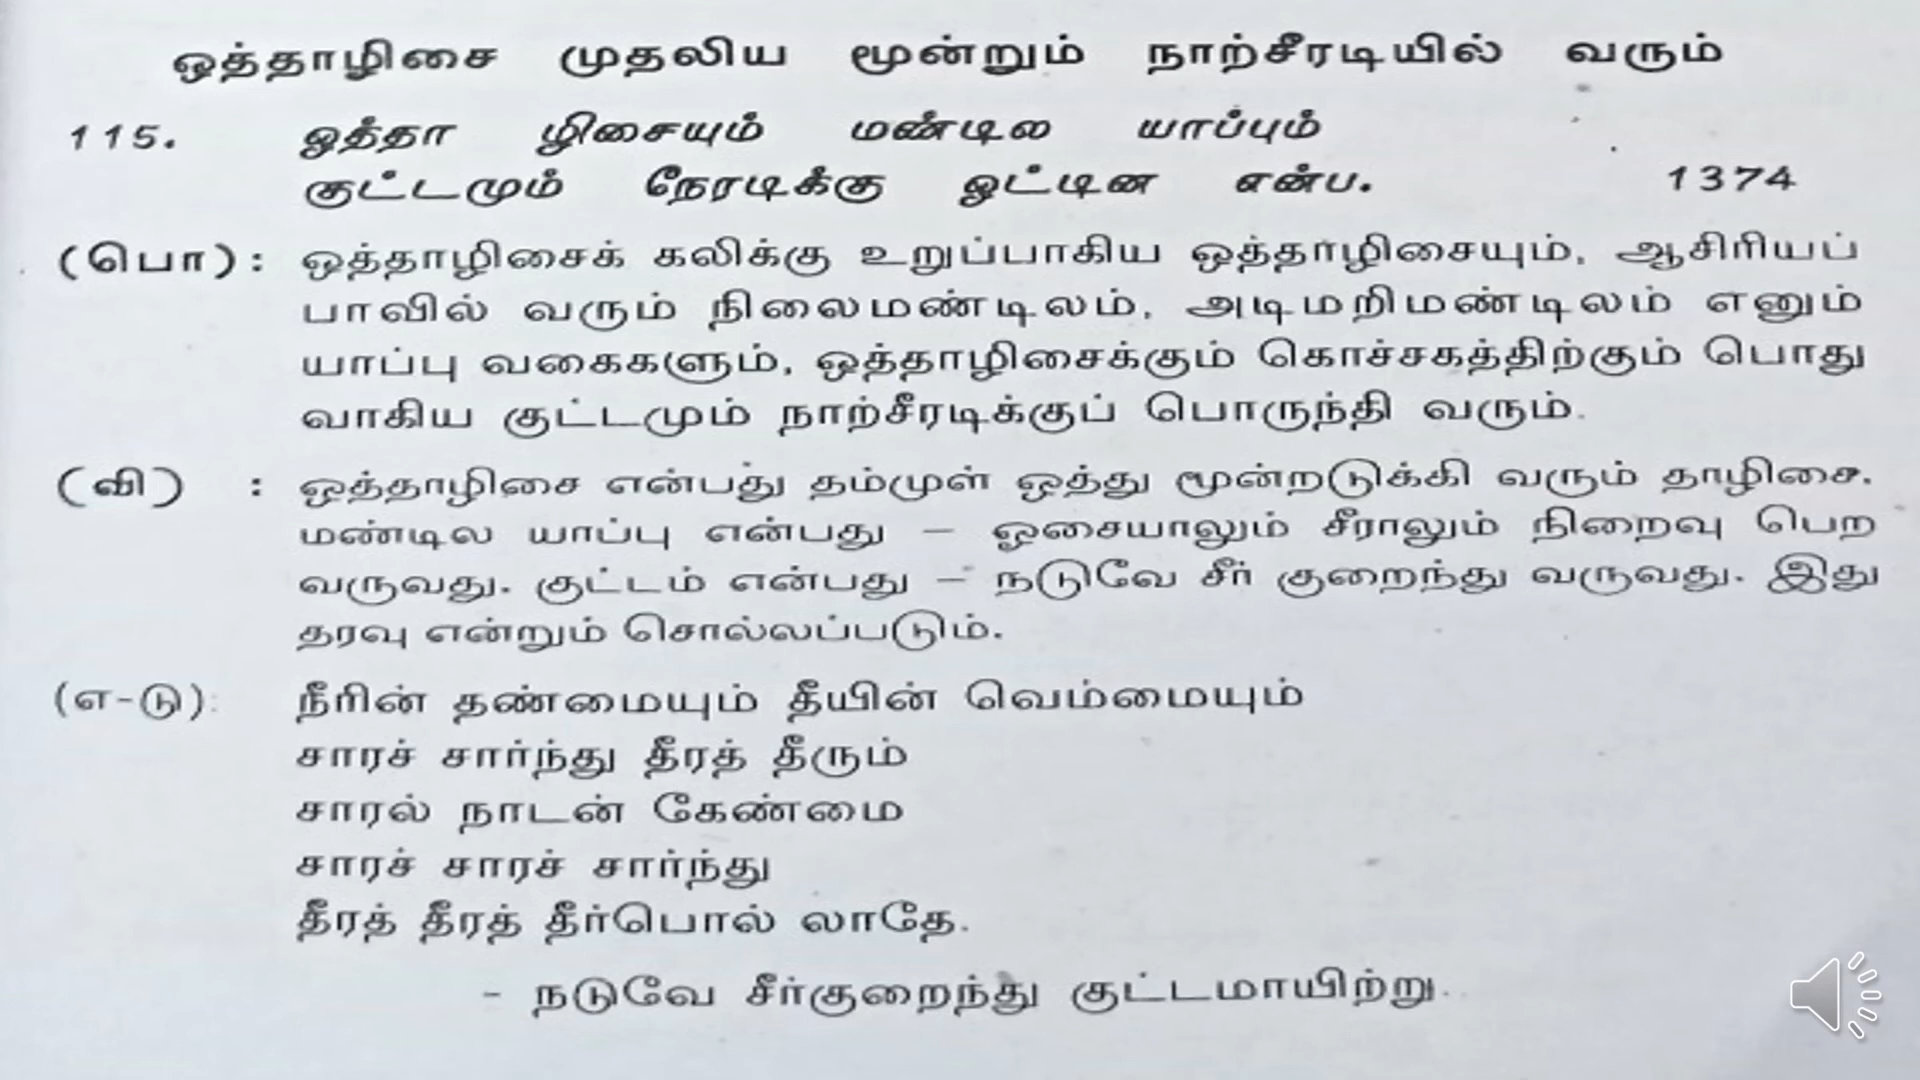 ஒத்தாழிசை முதலிய மூன்றும் நாற்சீரடியில் வரும்
115. ஒத்தா ழிசையும் மண்டில யாப்பும்
குட்டமும் நேரடிக்கு ஒட்டின என்ப. 1374
(பொ): ஒத்தாழிசைக் கலிக்கு உறுப்பாகிய ஒத்தாழிசையும், ஆசிரியப்
பாவில் வரும் நிலைமண்டிலம், அடிமறிமண்டிலம் எனும்
யாப்பு வகைகளும், ஒத்தாழிசைக்கும் கொச்சகத்திற்கும் பொது
வாகிய குட்டமும் நாற்சீரடிக்குப் பொருந்தி வரும்.
(வி) : ஒத்தாழிசை என்பது தம்முள் ஒத்து மூன்றடுக்கி வரும் தாழிசை.
மண்டில யாப்பு என்பது – ஓசையாலும் சீராலும் நிறைவு பெற
வருவது. குட்டம் என்பது – நடுவே சீர் குறைந்து வருவது. இது
தரவு என்றும் சொல்லப்படும்.
(எ-டு): நீரின் தண்மையும் தீயின் வெம்மையும்
சாரச் சார்ந்து தீரத் தீரும்
சாரல் நாடன் கேண்மை
சாரச் சாரச் சார்ந்து
தீரத் தீரத் தீர்பொல் லாதே.
- நடுவே சீர்குறைந்து குட்டமாயிற்று.